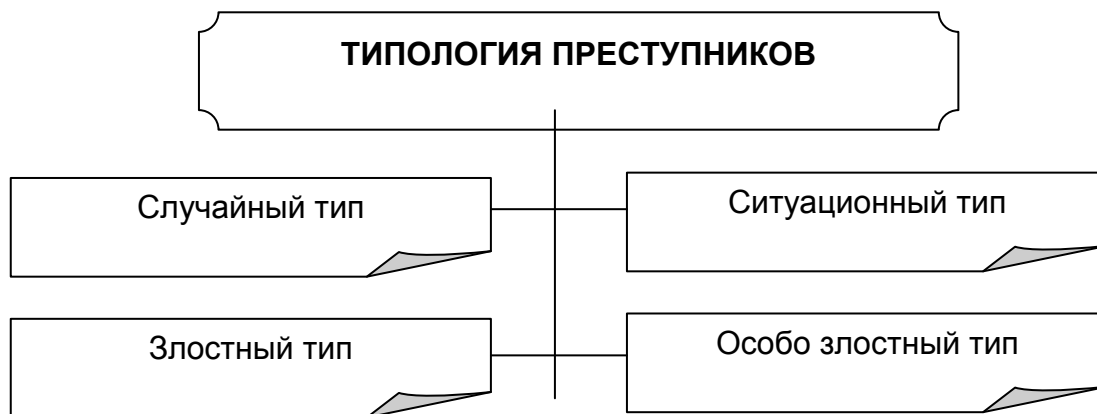 ТИПОЛОГИЯ ПРЕСТУПНИКОВ
Случайный тип
Ситуационный тип
Злостный тип
Особо злостный тип